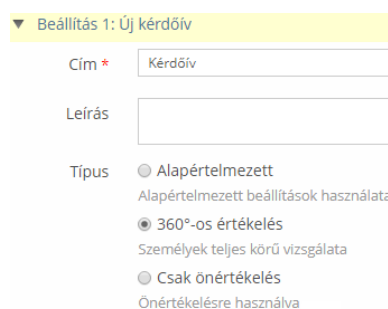 ▼ Beállítás 1: Új kérdőív
Cím * Kérdőív
Leírás
Típus Alapértelmezett
Alapértelmezett beállítások használata
360°-os értékelés
Személyek teljes körű vizsgálata
Csak önértékelés
Önértékelésre használva